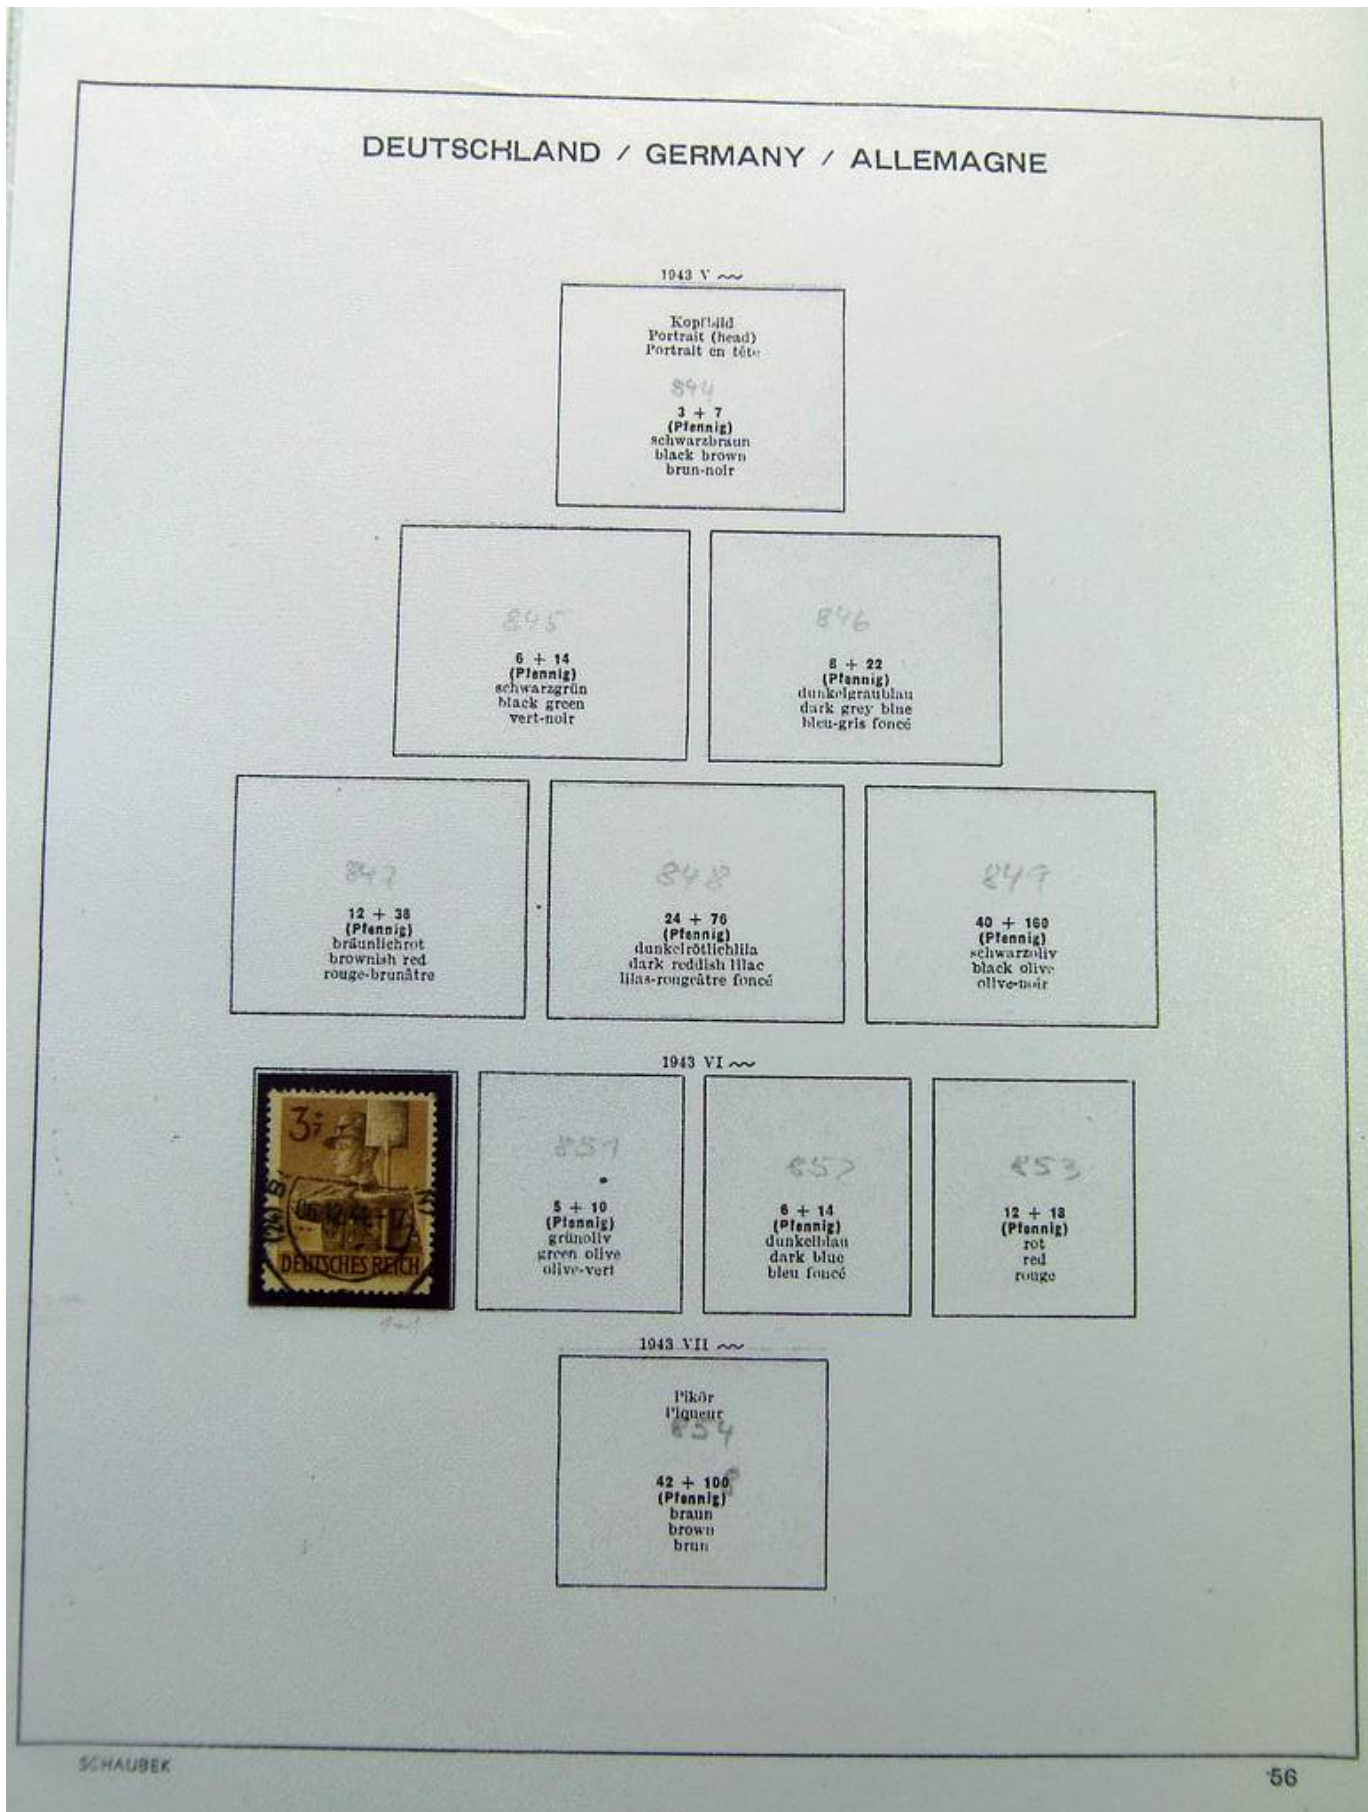 DEUTSCHLAND / GERMANY / ALLEMAGNE
1943 V
Kopfbild
Portrait (head)
Portrait en tête
844
3 + 7
(Pfennig)
schwarzbraun
black brown
brun-noir
845
6 + 14
(Pfennig)
schwarzgrün
black green
vert-noir
846
8 + 22
(Pfennig)
dunkelgraublau
dark grey blue
bleu-gris foncé
847
12 + 38
(Pfennig)
bräunlichrot
brownish red
rouge-brunâtre
848
24 + 76
(Pfennig)
dunkelrötlichlila
dark reddish lilac
lilas-rougeâtre foncé
849
40 + 160
(Pfennig)
schwarzoliv
black olive
olive-noir
1943 VI
3+7
(24) B
DEUTSCHES REICH
851
5 + 10
(Pfennig)
grünoliv
green olive
olive-vert
852
6 + 14
(Pfennig)
dunkelblau
dark blue
bleu foncé
853
12 + 18
(Pfennig)
rot
red
rouge
1943 VII
Pikör
Piqueur
854
42 + 108
(Pfennig)
braun
brown
brun
SCHAUBEK
56